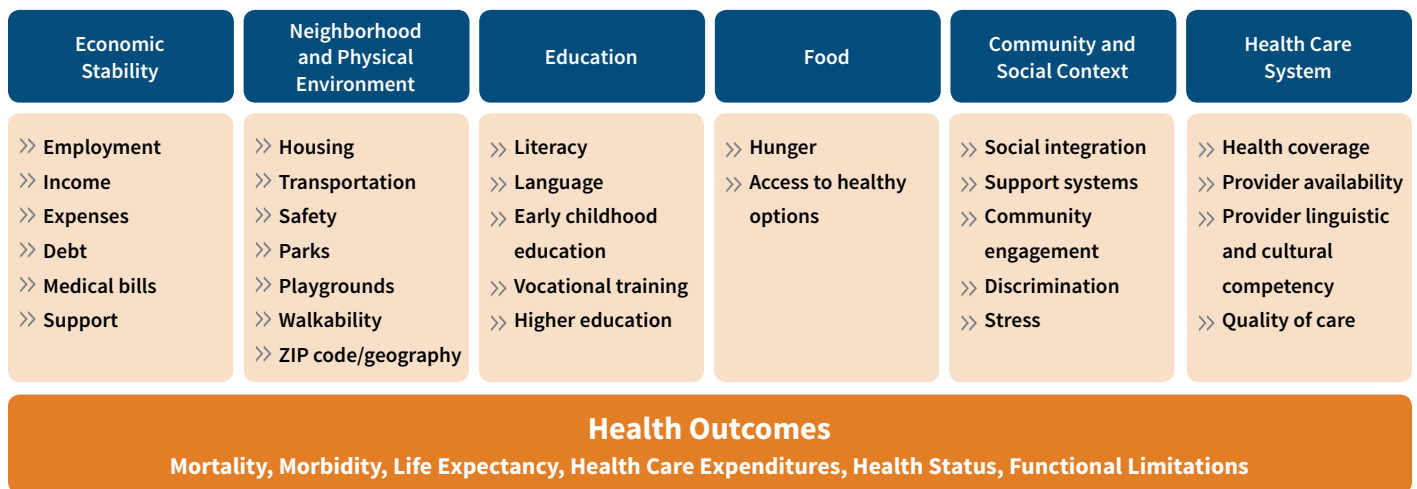 Economic
Stability
Neighborhood
and Physical
Environment
Education
Food
Community and
Social Context
Health Care
System
Employment
Income
Expenses
Debt
Medical bills
Support
Housing
Transportation
Safety
Parks
Playgrounds
Walkability
ZIP code/geography
Literacy
Language
Early childhood
education
Vocational training
Higher education
Hunger
Access to healthy
options
Social integration
Support systems
Community
engagement
Discrimination
Stress
Health coverage
Provider availability
Provider linguistic
and cultural
competency
Quality of care
Health Outcomes
Mortality, Morbidity, Life Expectancy, Health Care Expenditures, Health Status, Functional Limitations